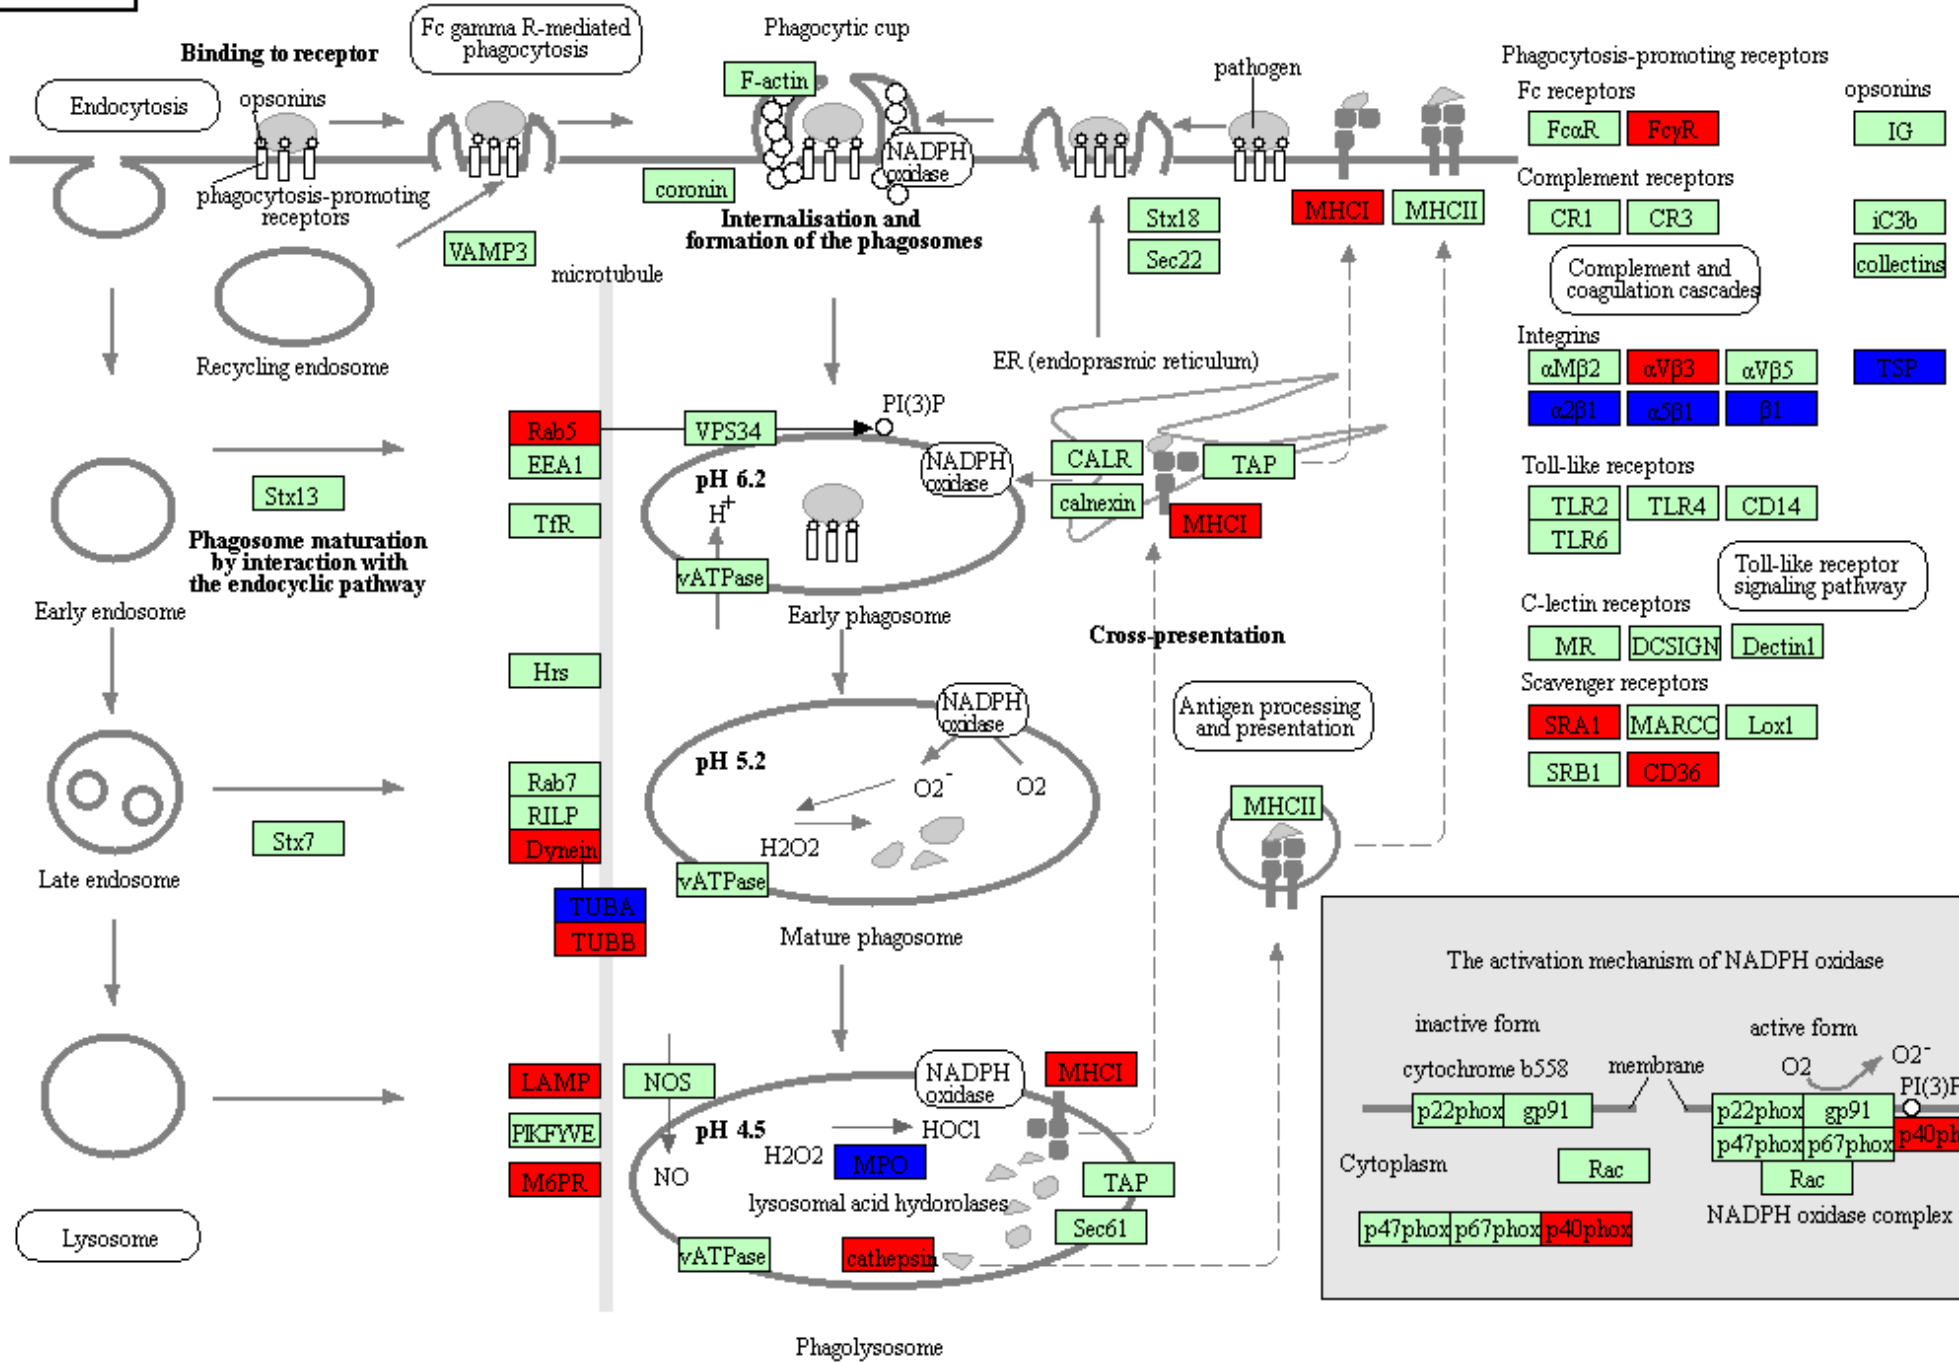 Fc gamma R-mediated
phagocytosis
Phagocytic cup
Binding to receptor
Endocytosis
opsonins
F-actin
pathogen
Phagocytosis-promoting receptors
Fc receptors
opsonins
FcαR
FcγR
IG
NADPH
oxidase
coronin
phagocytosis-promoting
receptors
Complement receptors
MHCI
MHCII
Stx18
CR1
CR3
iC3b
Internalisation and
formation of the phagosomes
VAMP3
Sec22
collectins
microtubule
Complement and
coagulation cascades
Recycling endosome
ER (endoprasmic reticulum)
Integrins
αMβ2
αVβ3
αVβ5
TSP
α2β1
α5β1
β1
PI(3)P
Rab5
VPS34
EEA1
NADPH
oxidase
CALR
TAP
Toll-like receptors
pH 6.2
Stx13
H+
calnexin
TLR2
TLR4
CD14
TfR
MHCI
TLR6
Phagosome maturation
by interaction with
the endocyclic pathway
vATPase
Toll-like receptor
signaling pathway
Early endosome
Early phagosome
C-lectin receptors
Cross-presentation
MR
DCSIGN
Dectin1
Hrs
Scavenger receptors
NADPH
oxidase
Antigen processing
and presentation
SRA1
MARCO
Lox1
pH 5.2
SRB1
CD36
Rab7
O2-
O2
RILP
MHCII
Stx7
Dynein
H2O2
Late endosome
vATPase
TUBA
TUBB
Mature phagosome
The activation mechanism of NADPH oxidase
inactive form
active form
O2-
cytochrome b558
membrane
O2
PI(3)P
LAMP
NOS
NADPH
oxidase
MHCI
p22phox
gp91
p22phox
gp91
PIKFYVE
pH 4.5
HOCl
p47phox
p67phox
p40ph
H2O2
MPO
Cytoplasm
Rac
Rac
M6PR
NO
TAP
lysosomal acid hydorolases
NADPH oxidase complex
Sec61
p47phox
p67phox
p40phox
Lysosome
vATPase
cathepsin
Phagolysosome